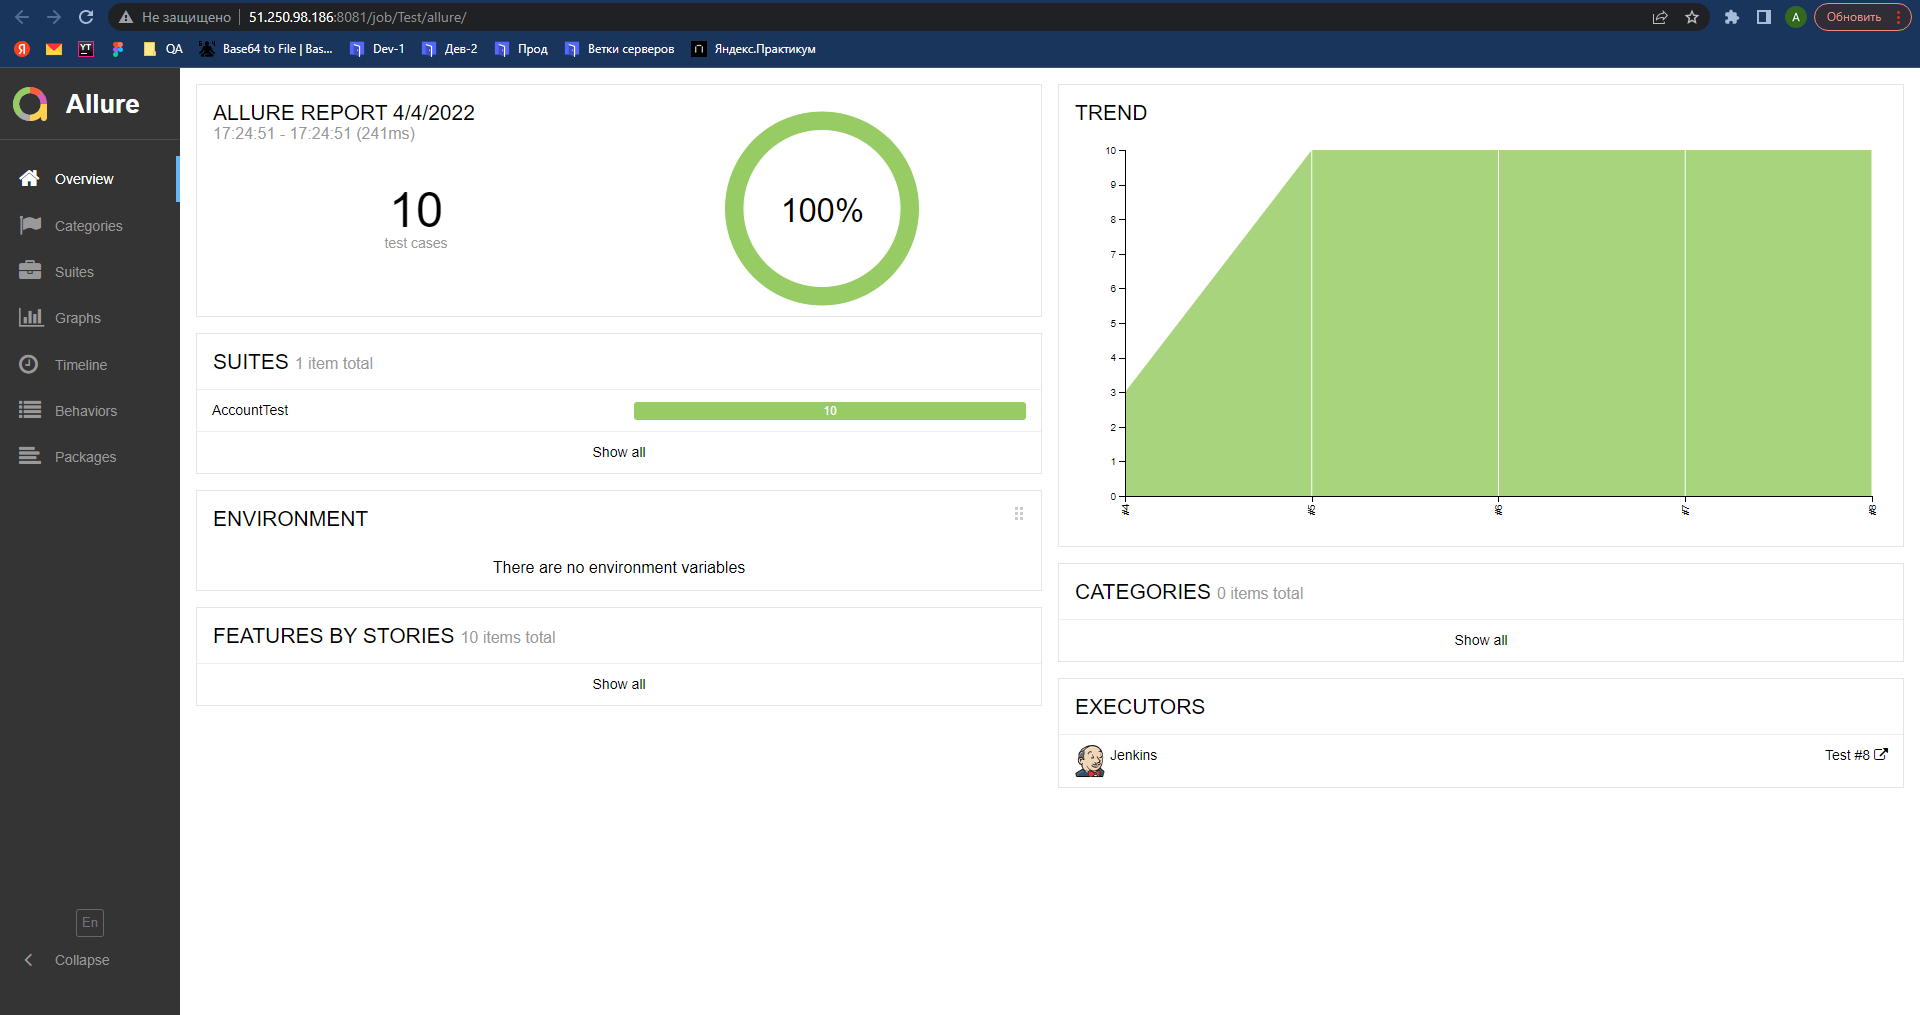 Не защищено 51.250.98.186:8081/job/Test/allure/
Обновить
A
Я YT QA Base64 to File | Bas... Dev-1 Дев-2 Прод Ветки серверов Яндекс.Практикум
Allure
Overview
Categories
Suites
Graphs
Timeline
Behaviors
Packages
En
Collapse
ALLURE REPORT 4/4/2022
17:24:51 - 17:24:51 (241ms)
10
test cases
100%
SUITES 1 item total
AccountTest 10
Show all
ENVIRONMENT
There are no environment variables
FEATURES BY STORIES 10 items total
Show all
TREND
10
9
8
7
6
5
4
3
2
1
0
#4 #5 #6 #7 #8
CATEGORIES 0 items total
Show all
EXECUTORS
Jenkins Test #8